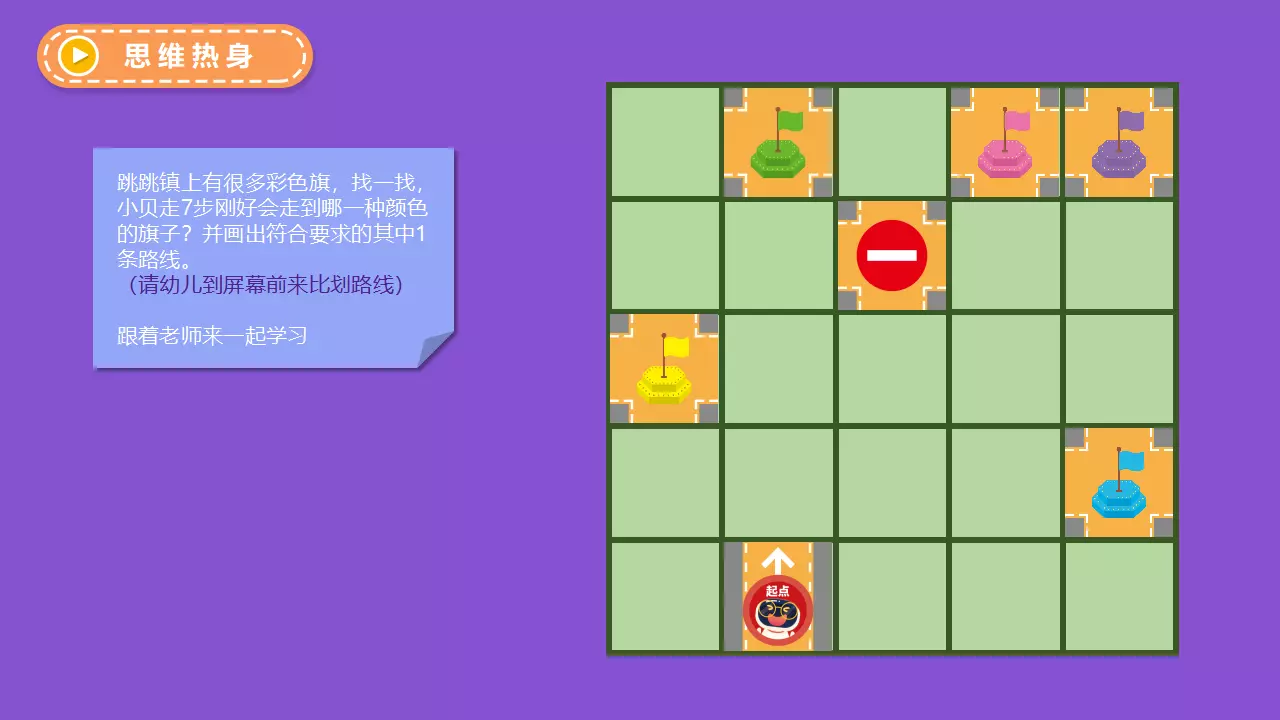 思维热身
跳跳镇上有很多彩色旗，找一找，
小贝走7步刚好会走到哪一种颜色
的旗子？并画出符合要求的其中1
条路线。
（请幼儿到屏幕前来比划路线）
跟着老师来一起学习
起点